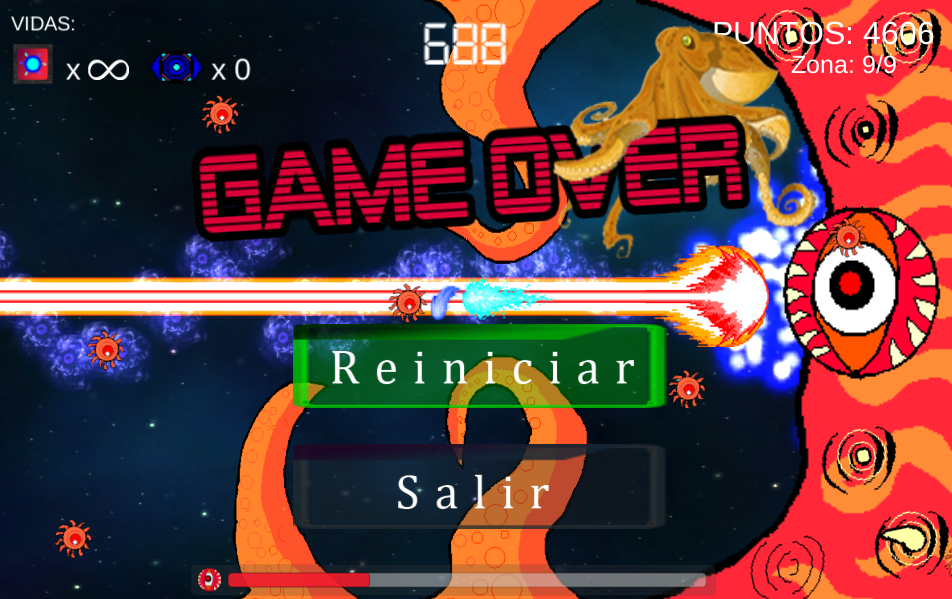 VIDAS:
x ∞
x 0
688
PUNTOS: 4606
Zona: 9/9
GAME OVER
Reiniciar
Salir